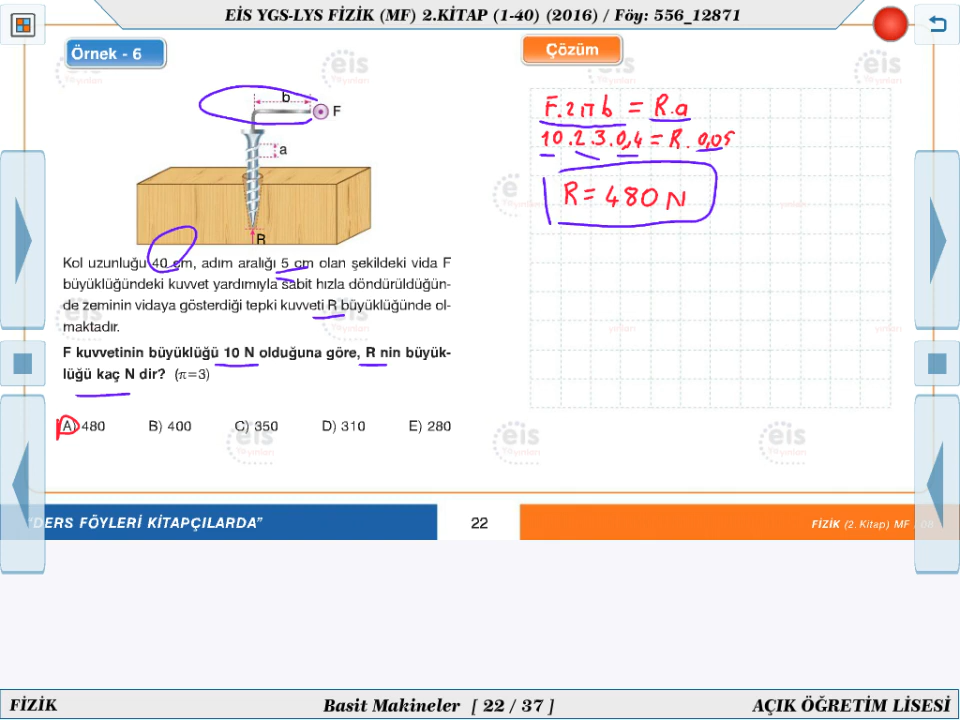 EİS YGS-LYS FİZİK (MF) 2.KİTAP (1-40) (2016) / Föy: 556_12871
Örnek - 6
b
F
a
R
Kol uzunluğu 40 cm, adım aralığı 5 cm olan şekildeki vida F
büyüklüğündeki kuvvet yardımıyla sabit hızla döndürüldüğün-
de zeminin vidaya gösterdiği tepki kuvveti R büyüklüğünde ol-
maktadır.
F kuvvetinin büyüklüğü 10 N olduğuna göre, R nin büyük-
lüğü kaç N dir? (π=3)
A) 480 B) 400 C) 350 D) 310 E) 280
Çözüm
F.2πb = R.a
10.2.3.0,4 = R.0,05
R = 480 N
"DERS FÖYLERİ KİTAPÇILARDA"
22
FİZİK (2. Kitap) MF
FİZİK
Basit Makineler [ 22 / 37 ]
AÇIK ÖĞRETİM LİSESİ